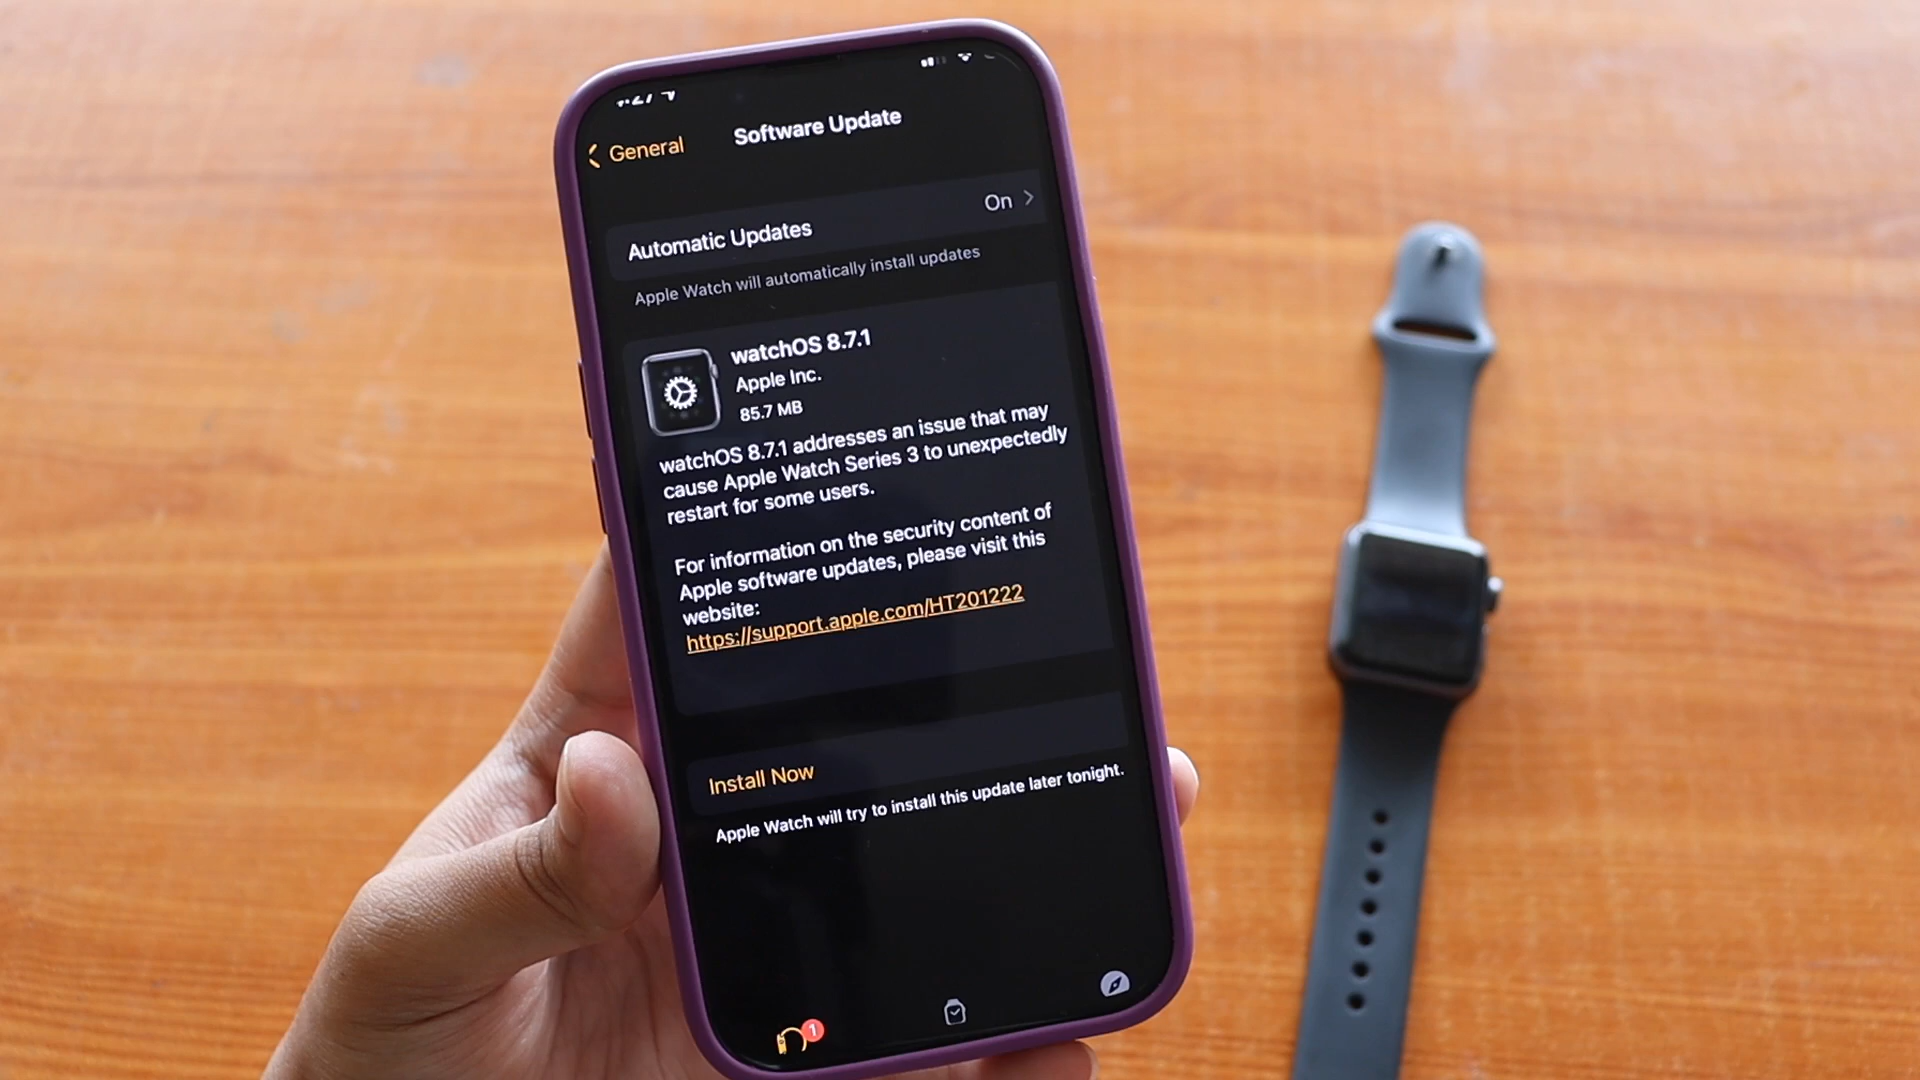 General
Software Update
Automatic Updates
On
Apple Watch will automatically install updates
watchOS 8.7.1
Apple Inc.
85.7 MB
watchOS 8.7.1 addresses an issue that may
cause Apple Watch Series 3 to unexpectedly
restart for some users.
For information on the security content of
Apple software updates, please visit this
website:
https://support.apple.com/HT201222
Install Now
Apple Watch will try to install this update later tonight.
1